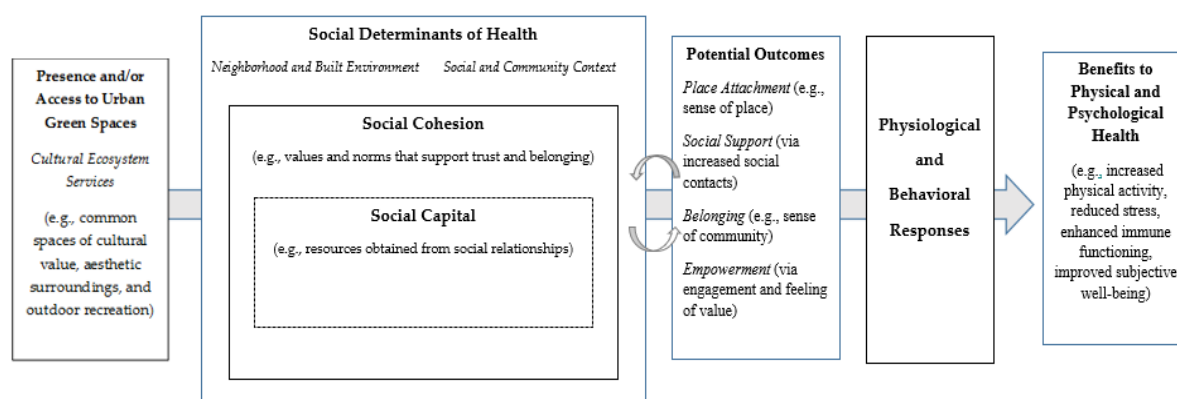 Presence and/or
Access to Urban
Green Spaces
Cultural Ecosystem
Services
(e.g., common
spaces of cultural
value, aesthetic
surroundings, and
outdoor recreation)
Social Determinants of Health
Neighborhood and Built Environment Social and Community Context
Social Cohesion
(e.g., values and norms that support trust and belonging)
Social Capital
(e.g., resources obtained from social relationships)
Potential Outcomes
Place Attachment (e.g.,
sense of place)
Social Support (via
increased social
contacts)
Belonging (e.g., sense
of community)
Empowerment (via
engagement and feeling
of value)
Physiological
and
Behavioral
Responses
Benefits to
Physical and
Psychological
Health
(e.g., increased
physical activity,
reduced stress,
enhanced immune
functioning,
improved subjective
well-being)